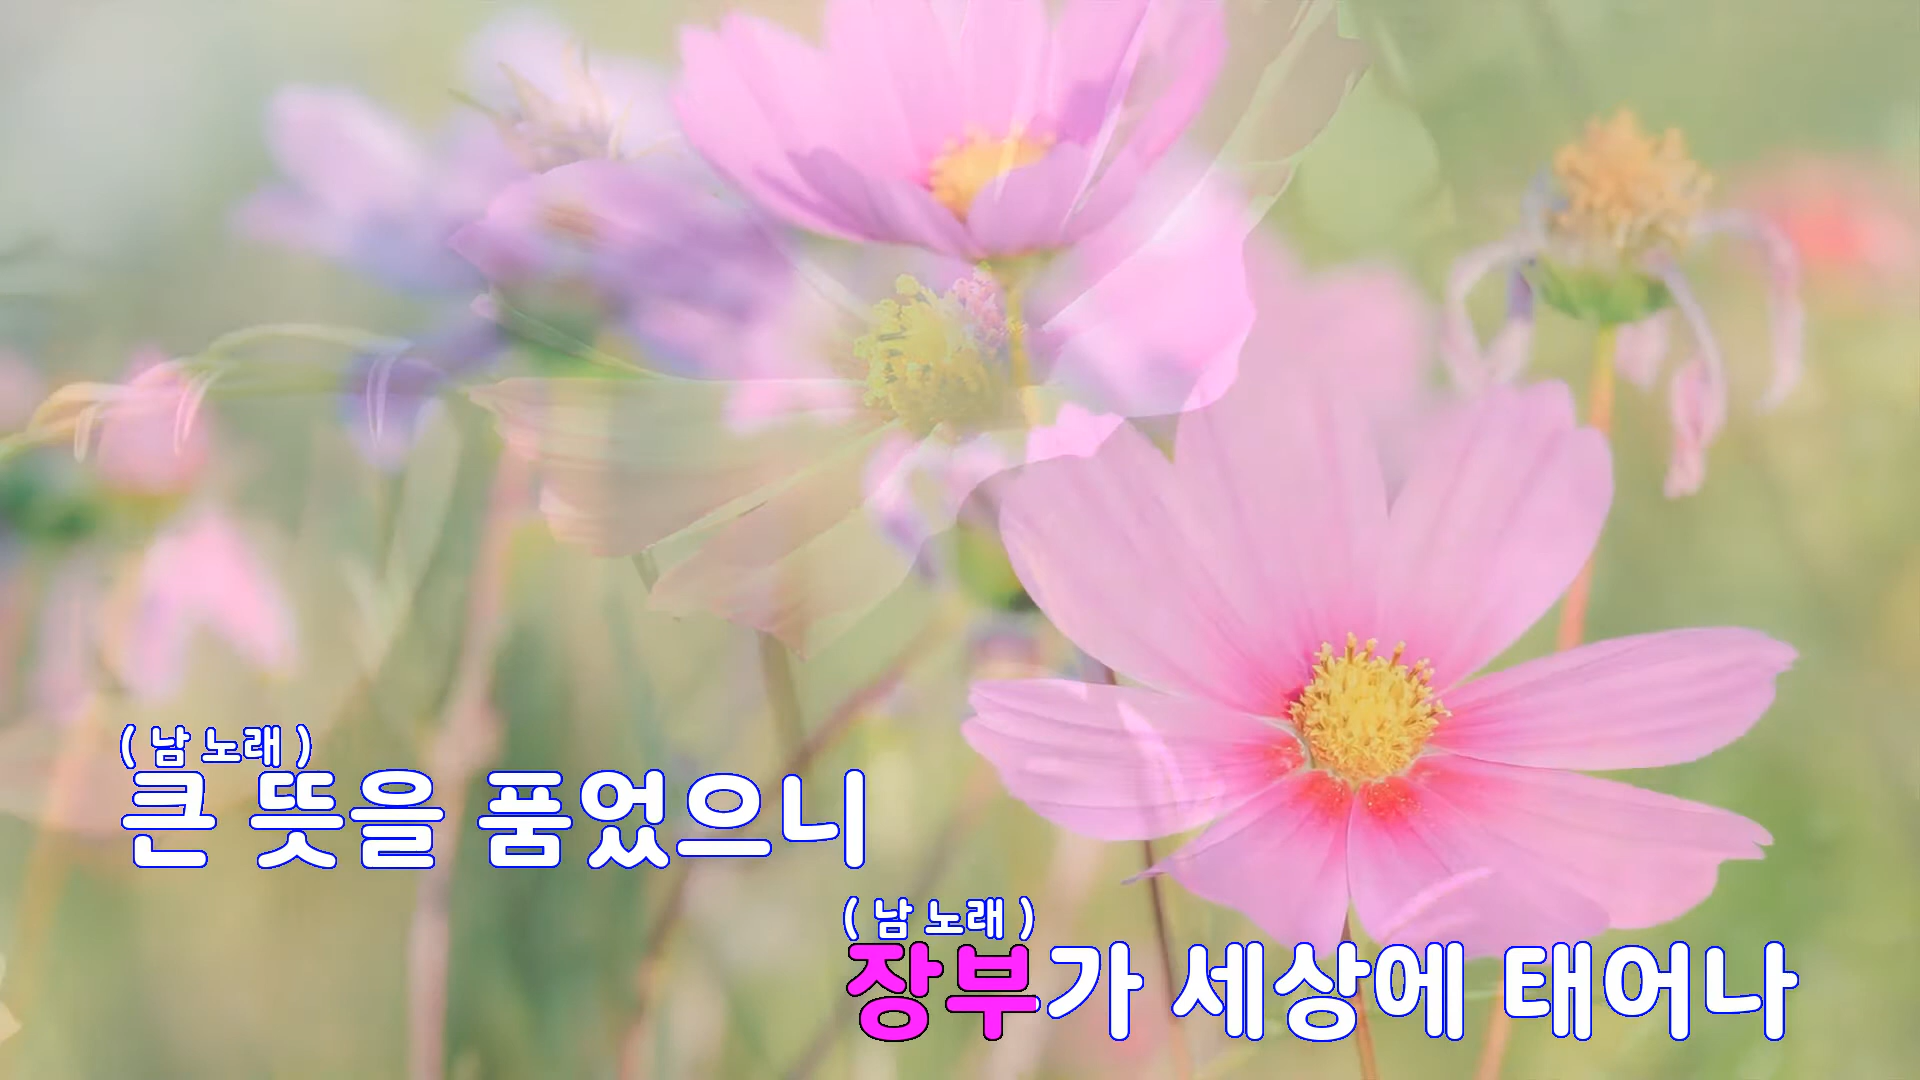 ( 남 노래 )
큰 뜻을 품었으니
( 남 노래 )
장부가 세상에 태어나